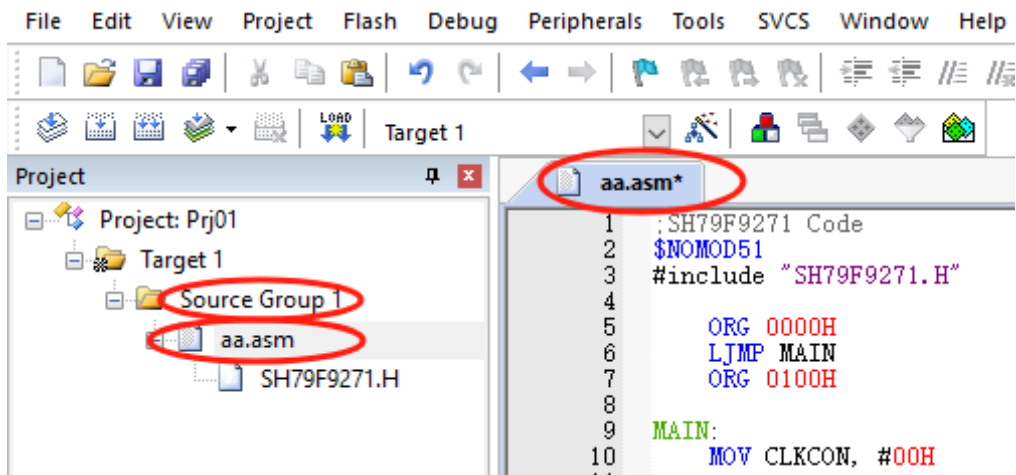 File Edit View Project Flash Debug Peripherals Tools SVCS Window Help
LOAD
Target 1
Project
Project: Prj01
Target 1
Source Group 1
aa.asm
SH79F9271.H
aa.asm*
1 ;SH79F9271 Code
2 $NOMOD51
3 #include "SH79F9271.H"
4
5 ORG 0000H
6 LJMP MAIN
7 ORG 0100H
8
9 MAIN:
10 MOV CLKCON, #00H